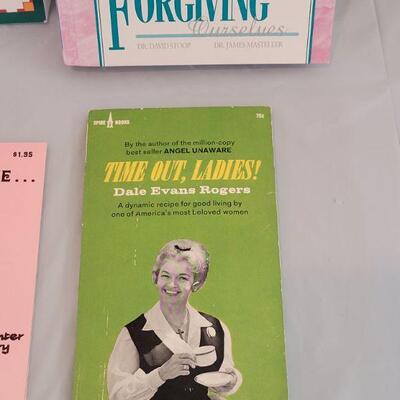 FORGIVING
Ourselves
DR. DAVID STOOP DR. JAMES MASTELLER
SPIRE BOOKS 75¢
By the author of the million-copy
best seller ANGEL UNAWARE
TIME OUT, LADIES!
Dale Evans Rogers
A dynamic recipe for good living by
one of America's most beloved women
$1.95
E...
nter
y